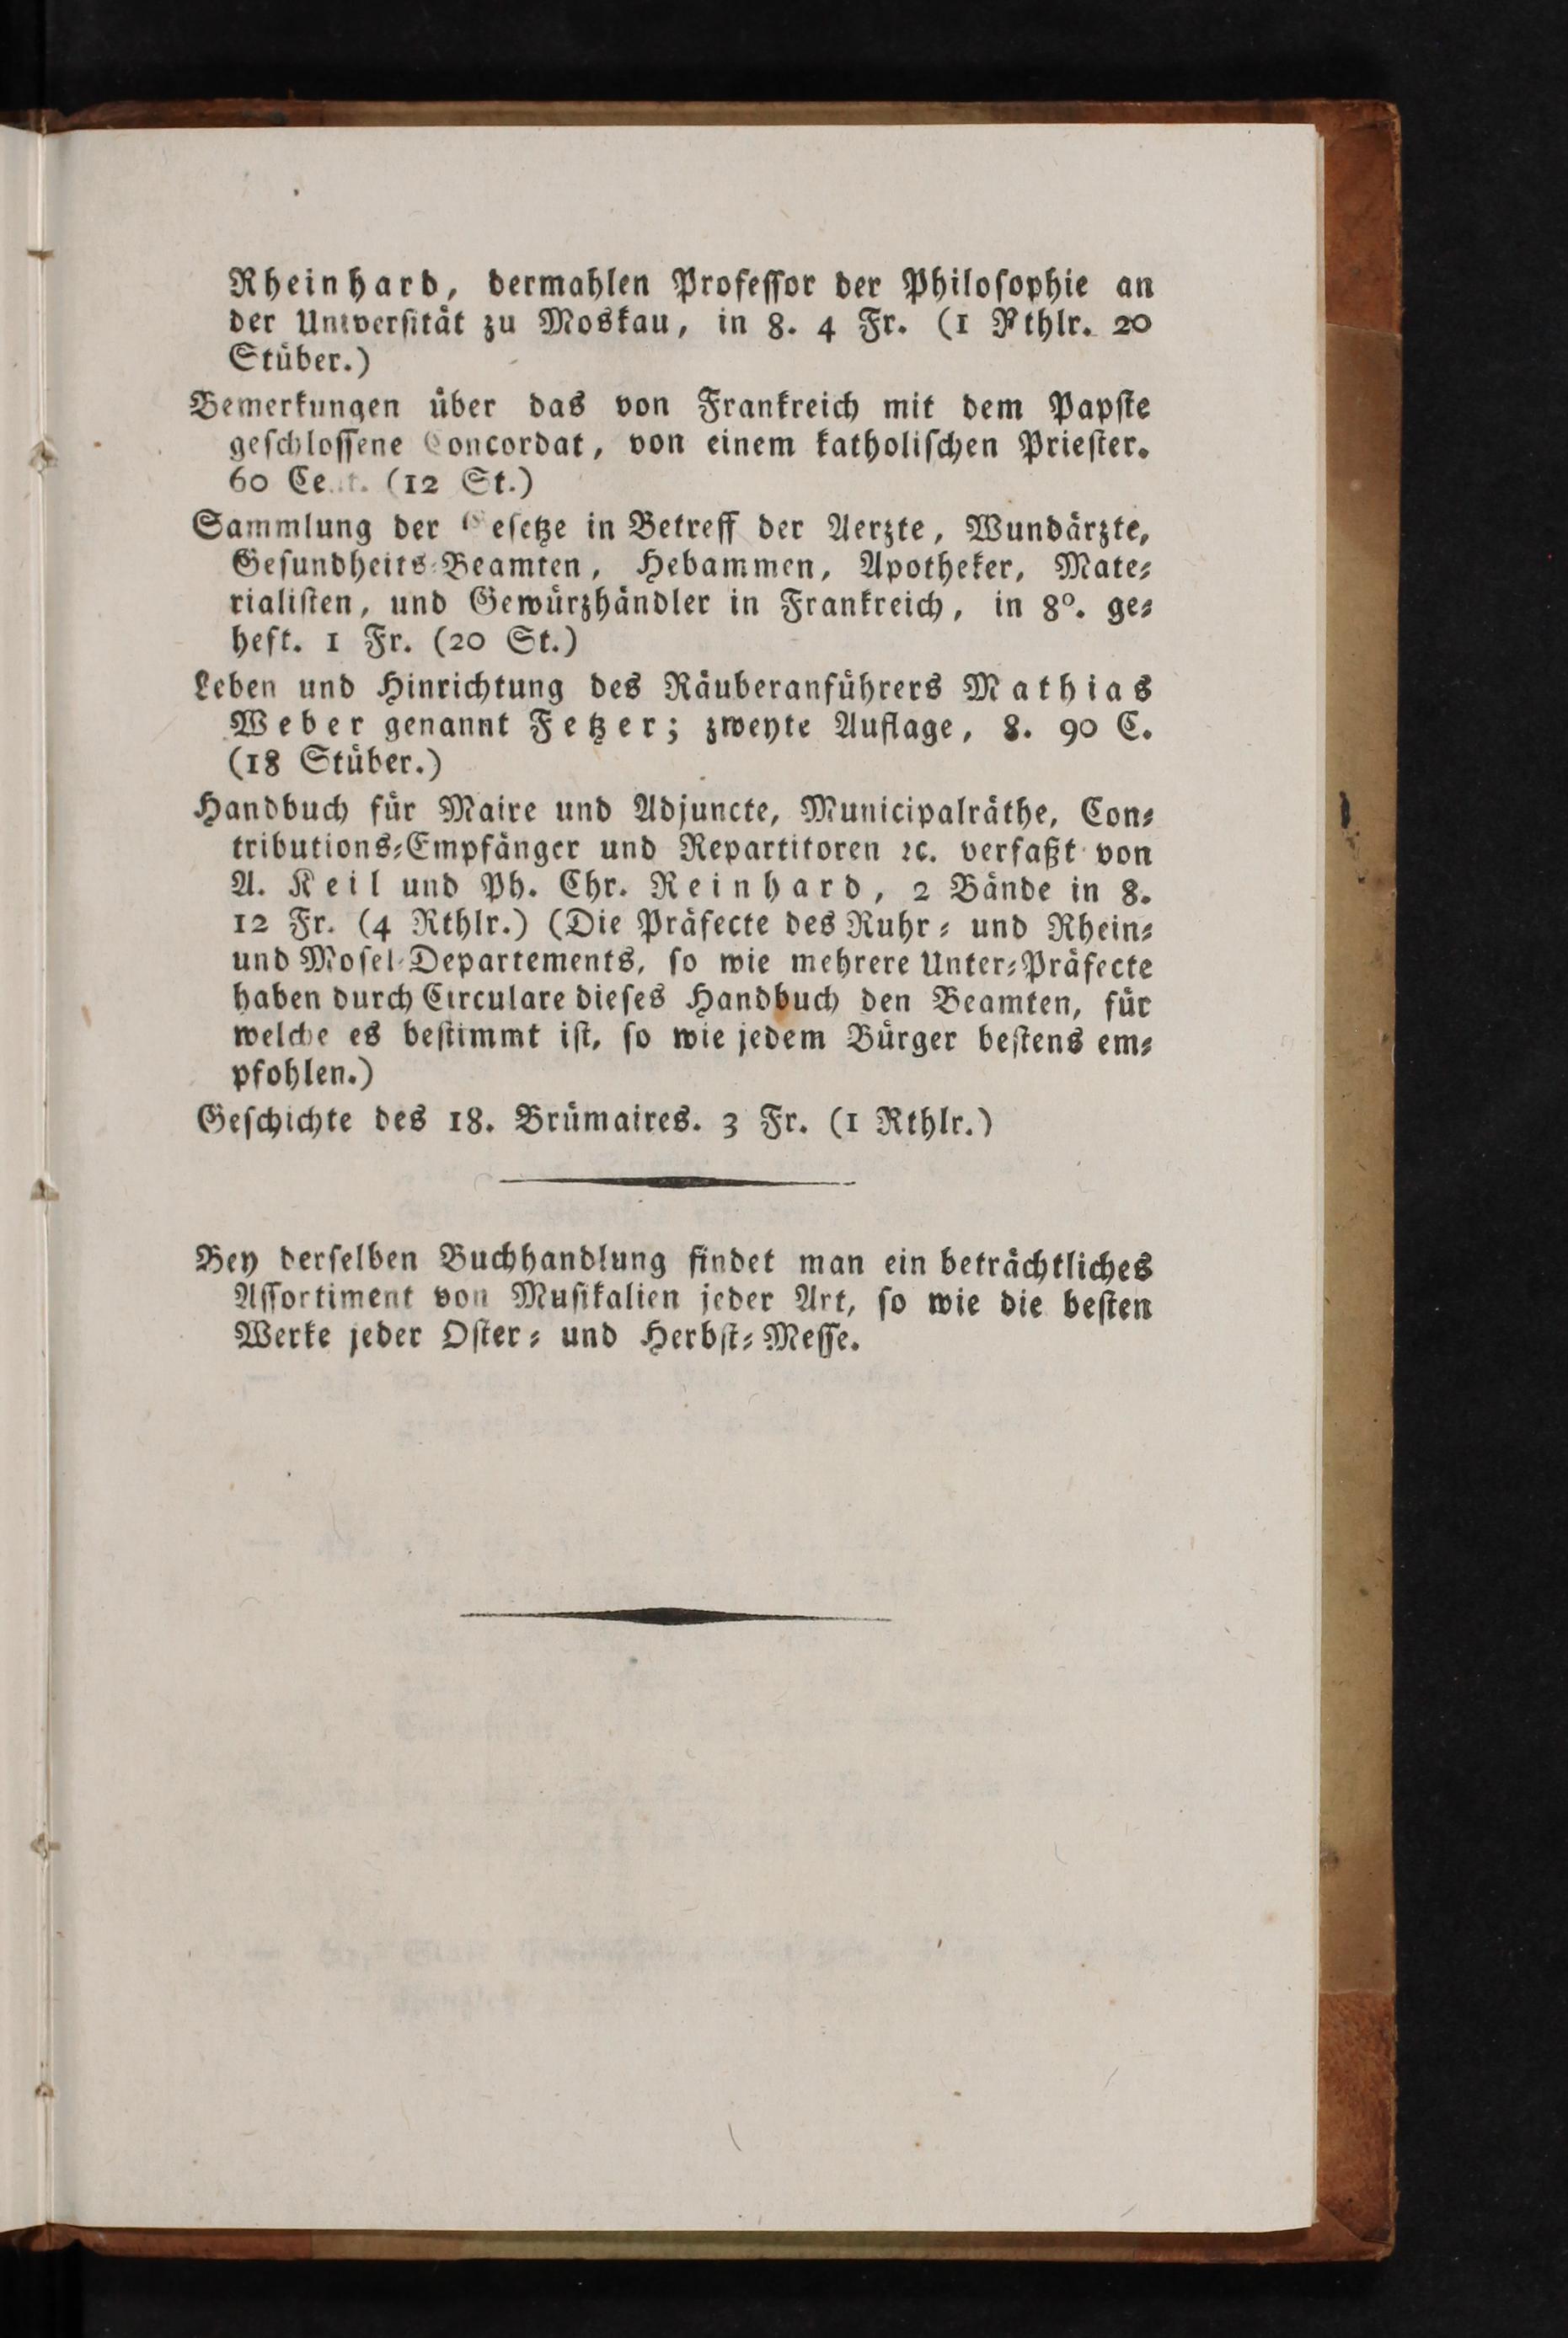 Rheinhard, dermahlen Professor der Philosophie an
der Universität zu Moskau, in 8. 4 Fr. (1 Rthlr. 20
Stüber.)
Bemerkungen über das von Frankreich mit dem Papste
geschlossene Concordat, von einem katholischen Priester.
60 Cent. (12 St.)
Sammlung der Gesetze in Betreff der Aerzte, Wundärzte,
Gesundheits-Beamten, Hebammen, Apotheker, Mate-
rialisten, und Gewürzhändler in Frankreich, in 8°. ge-
heft. 1 Fr. (20 St.)
Leben und Hinrichtung des Räuberanführers Mathias
Weber genannt Fetzer; zweyte Auflage, 8. 90 C.
(18 Stüber.)
Handbuch für Maire und Adjuncte, Municipalräthe, Con-
tributions-Empfänger und Repartitoren ꝛc. verfaßt von
A. Keil und Ph. Chr. Reinhard, 2 Bände in 8.
12 Fr. (4 Rthlr.) (Die Präfecte des Ruhr- und Rhein-
und Mosel-Departements, so wie mehrere Unter-Präfecte
haben durch Circulare dieses Handbuch den Beamten, für
welche es bestimmt ist, so wie jedem Bürger bestens em-
pfohlen.)
Geschichte des 18. Brümaires. 3 Fr. (1 Rthlr.)
Bey derselben Buchhandlung findet man ein beträchtliches
Assortiment von Musikalien jeder Art, so wie die besten
Werke jeder Oster- und Herbst-Messe.